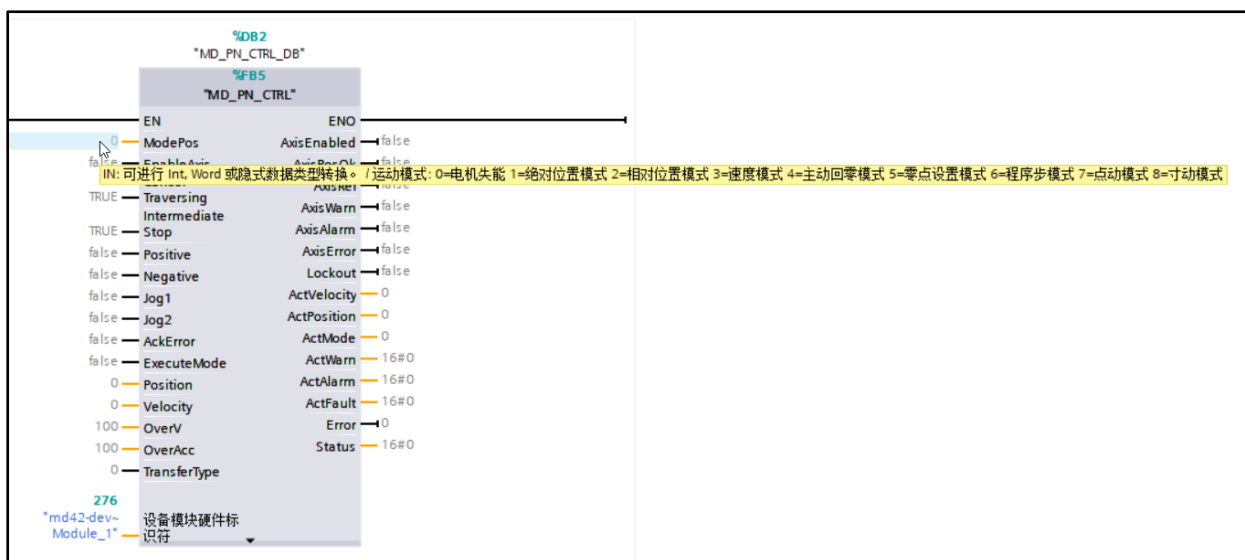 %DB2
"MD_PN_CTRL_DB"
%FB5
"MD_PN_CTRL"
EN ENO
0 ModePos AxisEnabled false
false EnableAxis AxisPosOk false
IN: 可进行 Int, Word 或隐式数据类型转换。 / 运动模式: 0=电机失能 1=绝对位置模式 2=相对位置模式 3=速度模式 4=主动回零模式 5=零点设置模式 6=程序步模式 7=点动模式 8=寸动模式
AxisRef
TRUE Traversing
Intermediate
AxisWarn false
TRUE Stop AxisAlarm false
false Positive AxisError false
false Negative Lockout false
false Jog1 ActVelocity 0
false Jog2 ActPosition 0
false AckError ActMode 0
false ExecuteMode ActWarn 16#0
0 Position ActAlarm 16#0
0 Velocity ActFault 16#0
100 OverV Error 0
100 OverAcc Status 16#0
0 TransferType
276
"md42-dev~
Module_1"
设备模块硬件标
识符